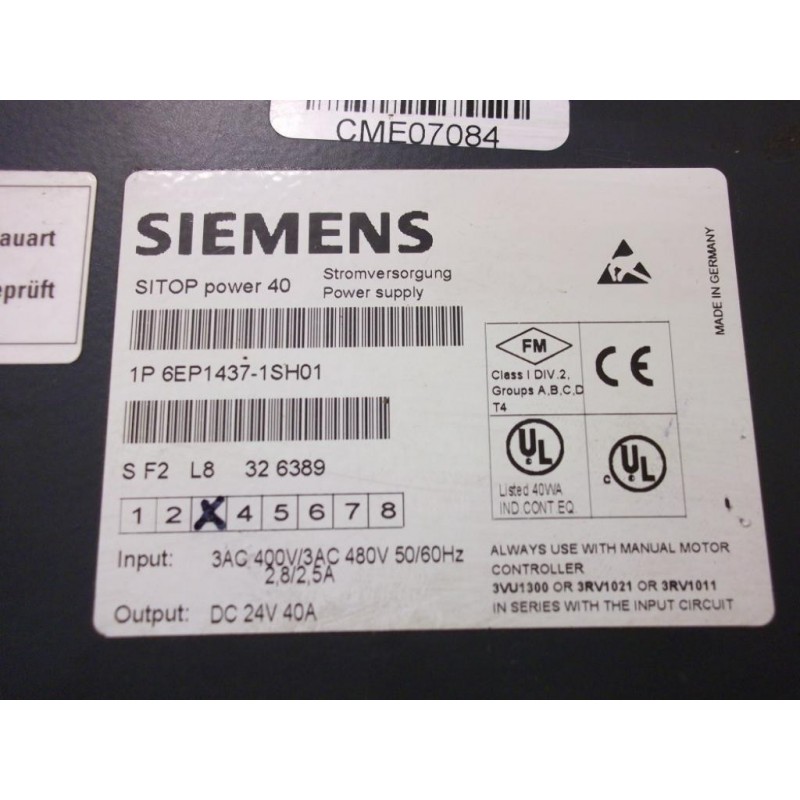 CME07084
auart
eprüft
SIEMENS
SITOP power 40
Stromversorgung
Power supply
MADE IN GERMANY
1P 6EP1437-1SH01
FM
Class I DIV.2,
Groups A,B,C,D
T4
CE
S F2 L8 32 6389
UL
Listed 40WA
IND.CONT.EQ.
c UL
1 2 X 4 5 6 7 8
Input: 3AC 400V/3AC 480V 50/60Hz
2,8/2,5A
Output: DC 24V 40A
ALWAYS USE WITH MANUAL MOTOR
CONTROLLER
3VU1300 OR 3RV1021 OR 3RV1011
IN SERIES WITH THE INPUT CIRCUIT